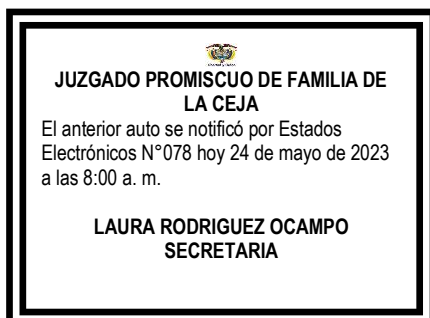 JUZGADO PROMISCUO DE FAMILIA DE
LA CEJA
El anterior auto se notificó por Estados
Electrónicos N°078 hoy 24 de mayo de 2023
a las 8:00 a. m.
LAURA RODRIGUEZ OCAMPO
SECRETARIA